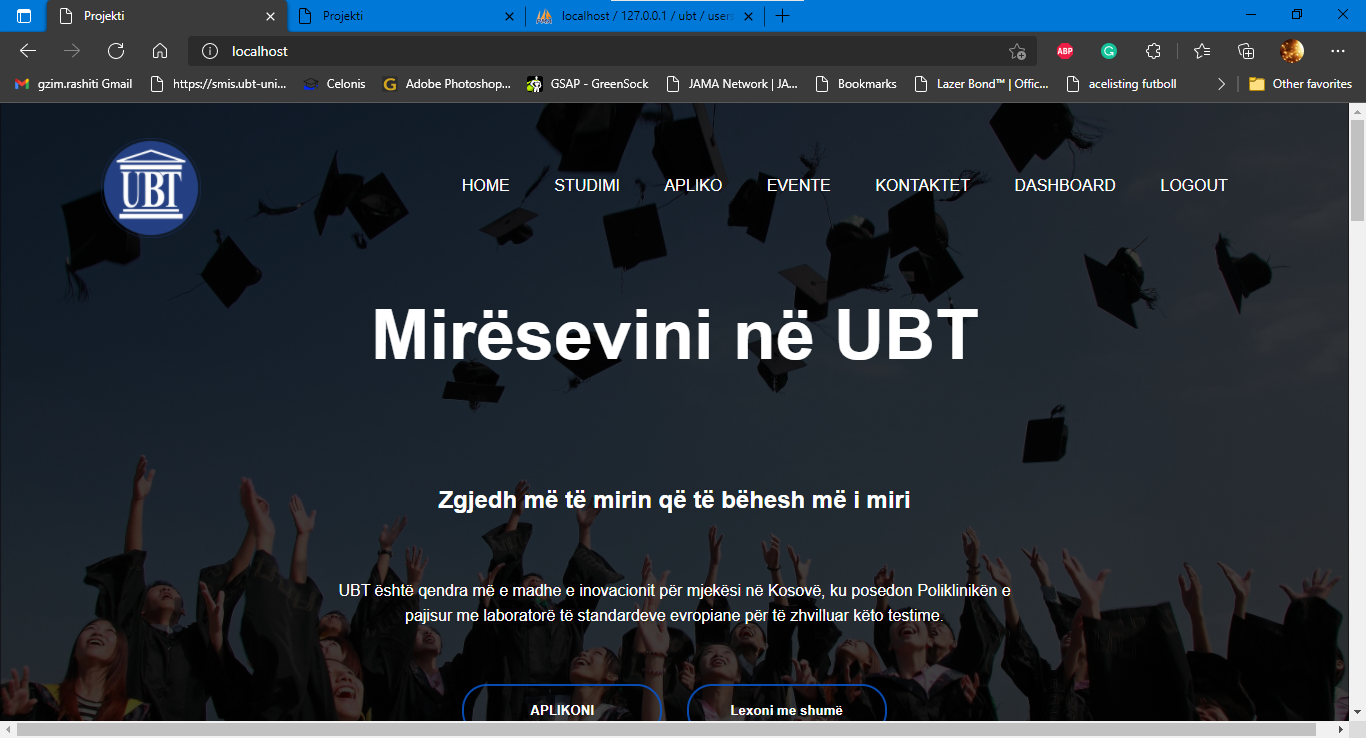 Projekti
Projekti
localhost / 127.0.0.1 / ubt / users
localhost
ABP
gzim.rashiti Gmail
https://smis.ubt-uni...
Celonis
Adobe Photoshop...
GSAP - GreenSock
JAMA Network | JA...
Bookmarks
Lazer Bond™ | Offic...
acelisting futboll
Other favorites
UBT
HOME
STUDIMI
APLIKO
EVENTE
KONTAKTET
DASHBOARD
LOGOUT
Mirësevini në UBT
Zgjedh më të mirin që të bëhesh më i miri
UBT është qendra më e madhe e inovacionit për mjekësi në Kosovë, ku posedon Poliklinikën e
pajisur me laboratorë të standardeve evropiane për të zhvilluar këto testime.
APLIKONI
Lexoni me shumë